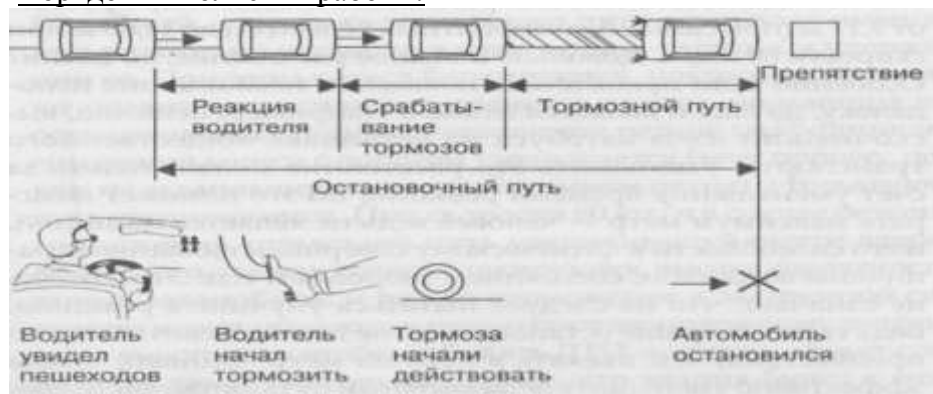 Препятствие
Реакция
водителя
Срабаты-
вание
тормозов
Тормозной путь
Остановочный путь
Водитель
увидел
пешеходов
Водитель
начал
тормозить
Тормоза
начали
действовать
Автомобиль
остановился